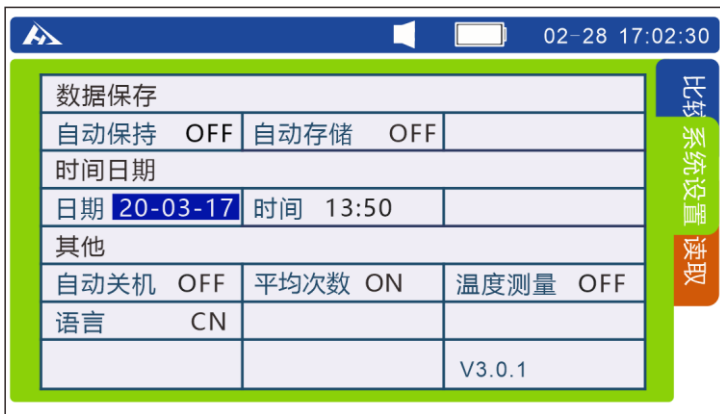 02-28 17:02:30
数据保存
自动保持 OFF 自动存储 OFF
时间日期
日期 20-03-17 时间 13:50
其他
自动关机 OFF 平均次数 ON 温度测量 OFF
语言 CN
V3.0.1
比较
系统设置
读取